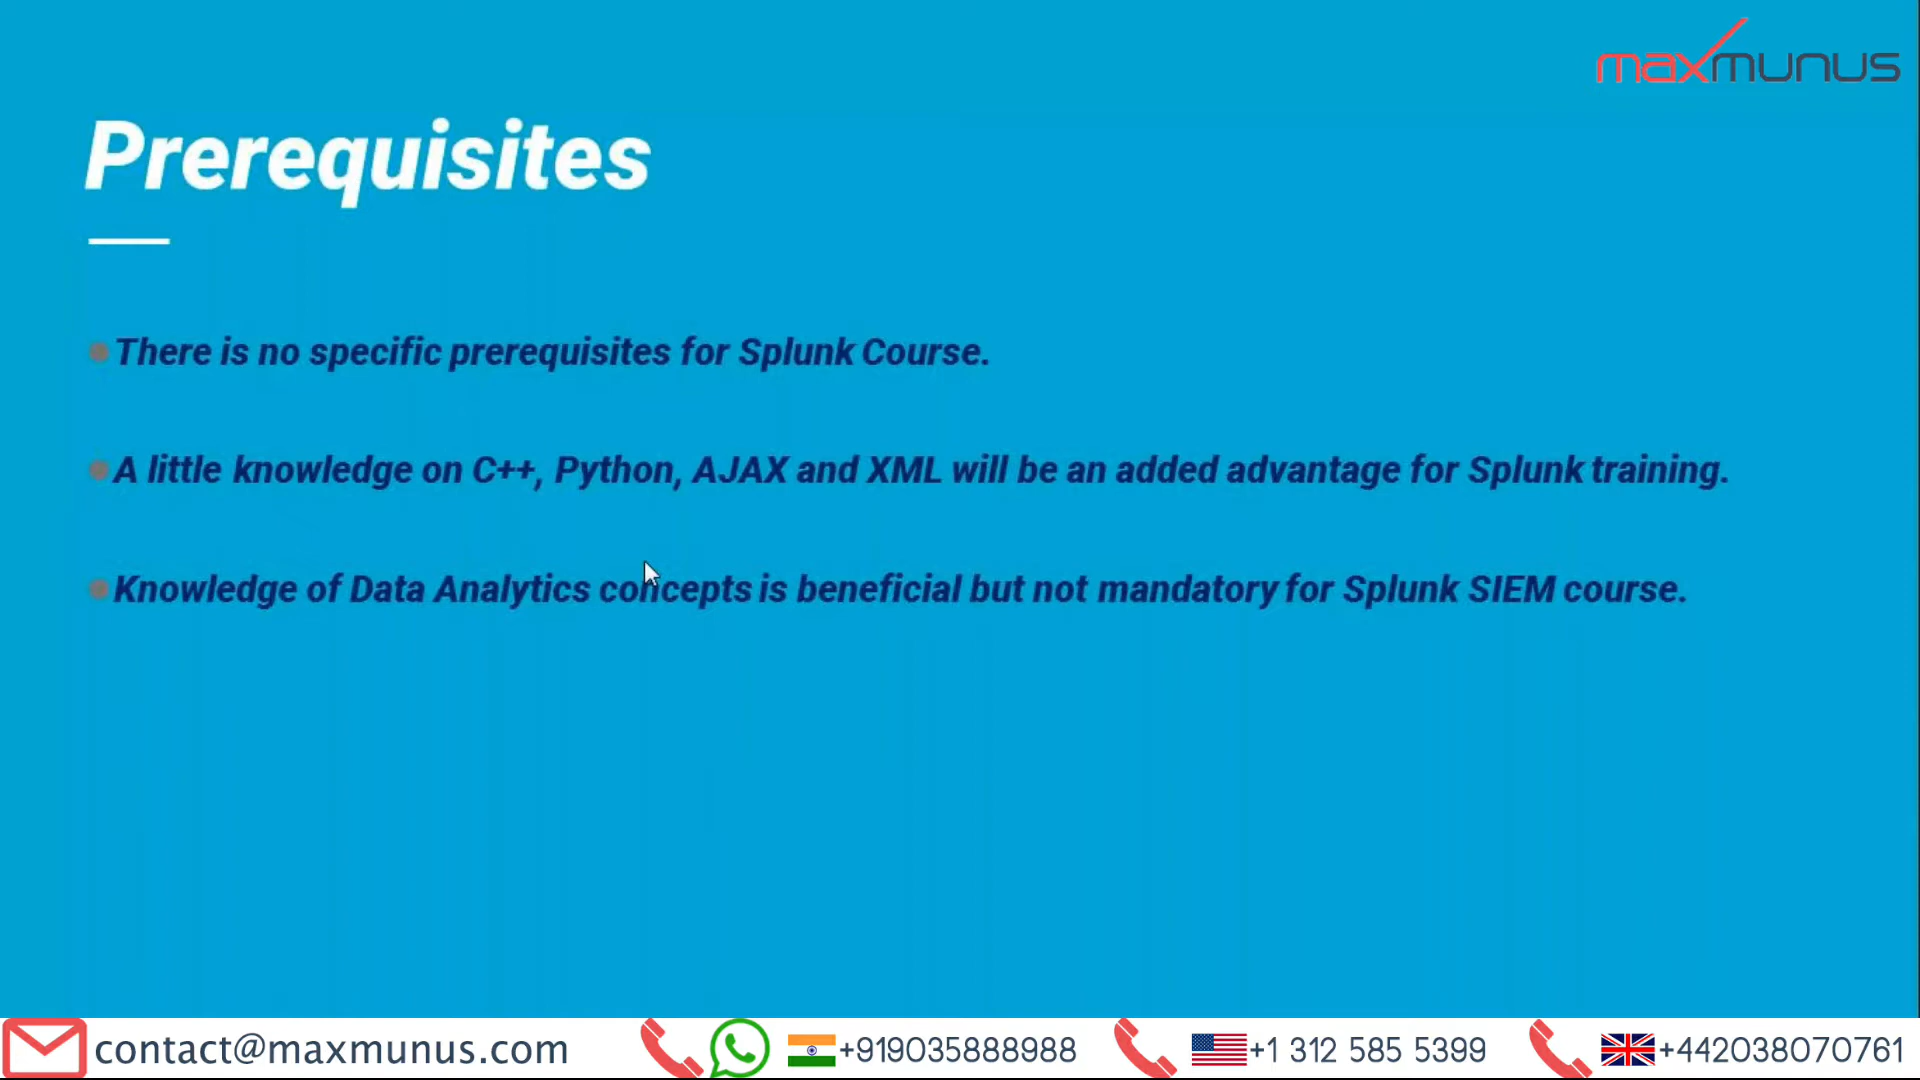 maxmunus
Prerequisites
There is no specific prerequisites for Splunk Course.
A little knowledge on C++, Python, AJAX and XML will be an added advantage for Splunk training.
Knowledge of Data Analytics concepts is beneficial but not mandatory for Splunk SIEM course.
contact@maxmunus.com +919035888988 +1 312 585 5399 +442038070761